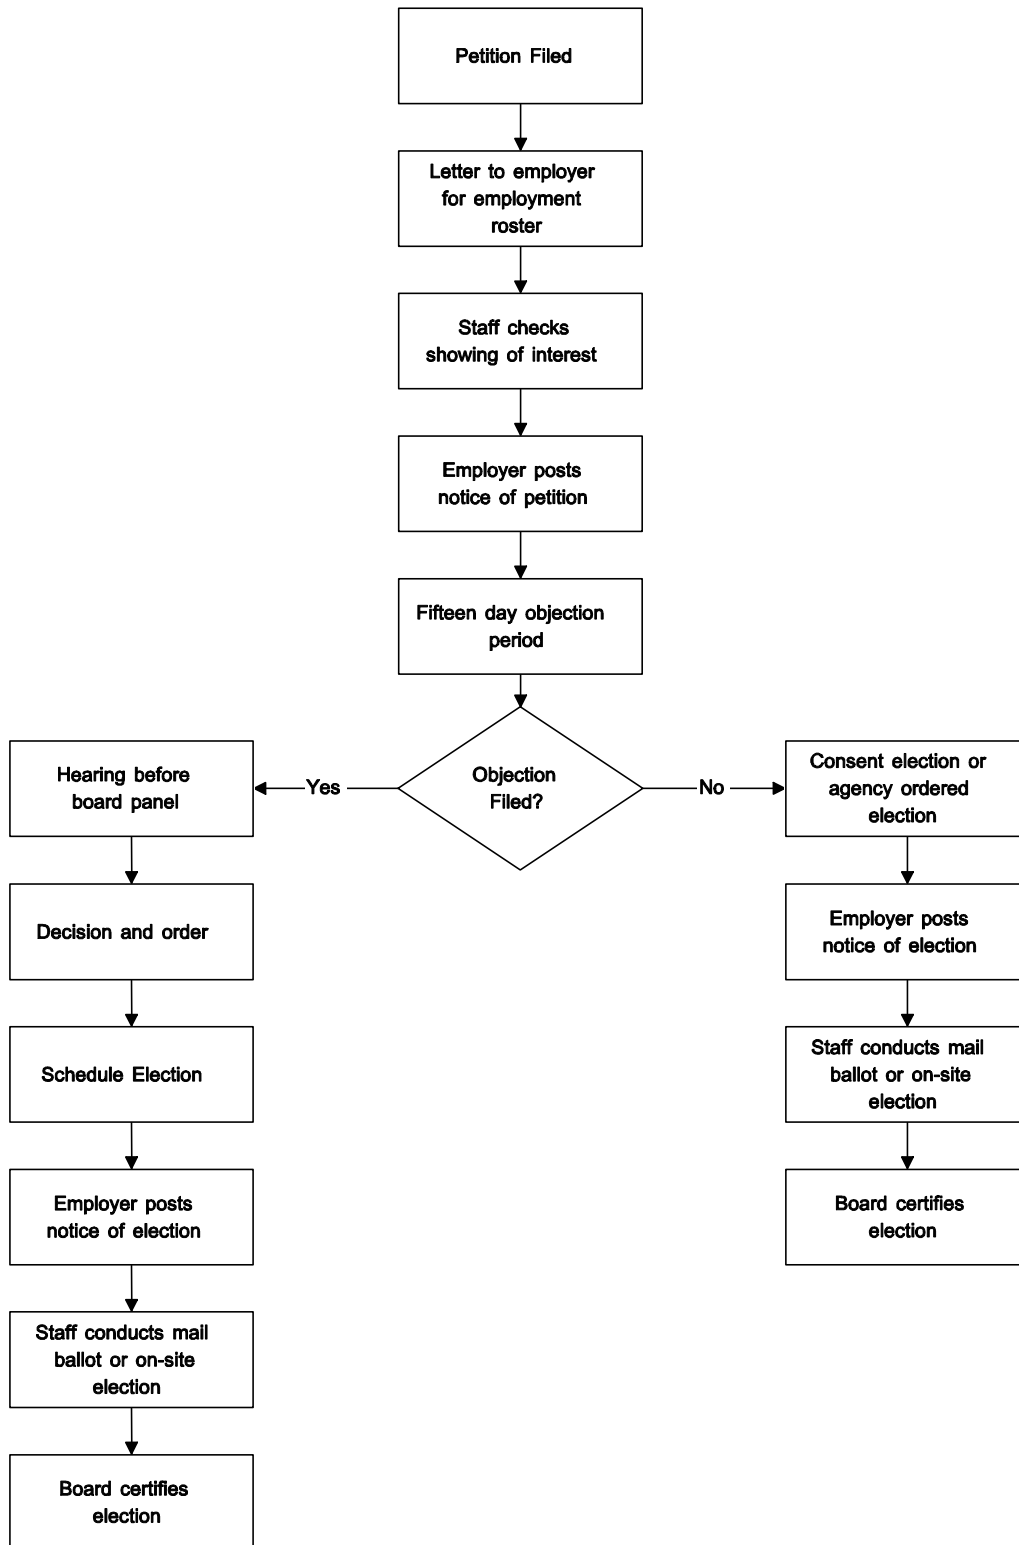 Petition Filed
Letter to employer
for employment
roster
Staff checks
showing of interest
Employer posts
notice of petition
Fifteen day objection
period
Objection
Filed?
Yes
No
Hearing before
board panel
Decision and order
Schedule Election
Employer posts
notice of election
Staff conducts mail
ballot or on-site
election
Board certifies
election
Consent election or
agency ordered
election
Employer posts
notice of election
Staff conducts mail
ballot or on-site
election
Board certifies
election